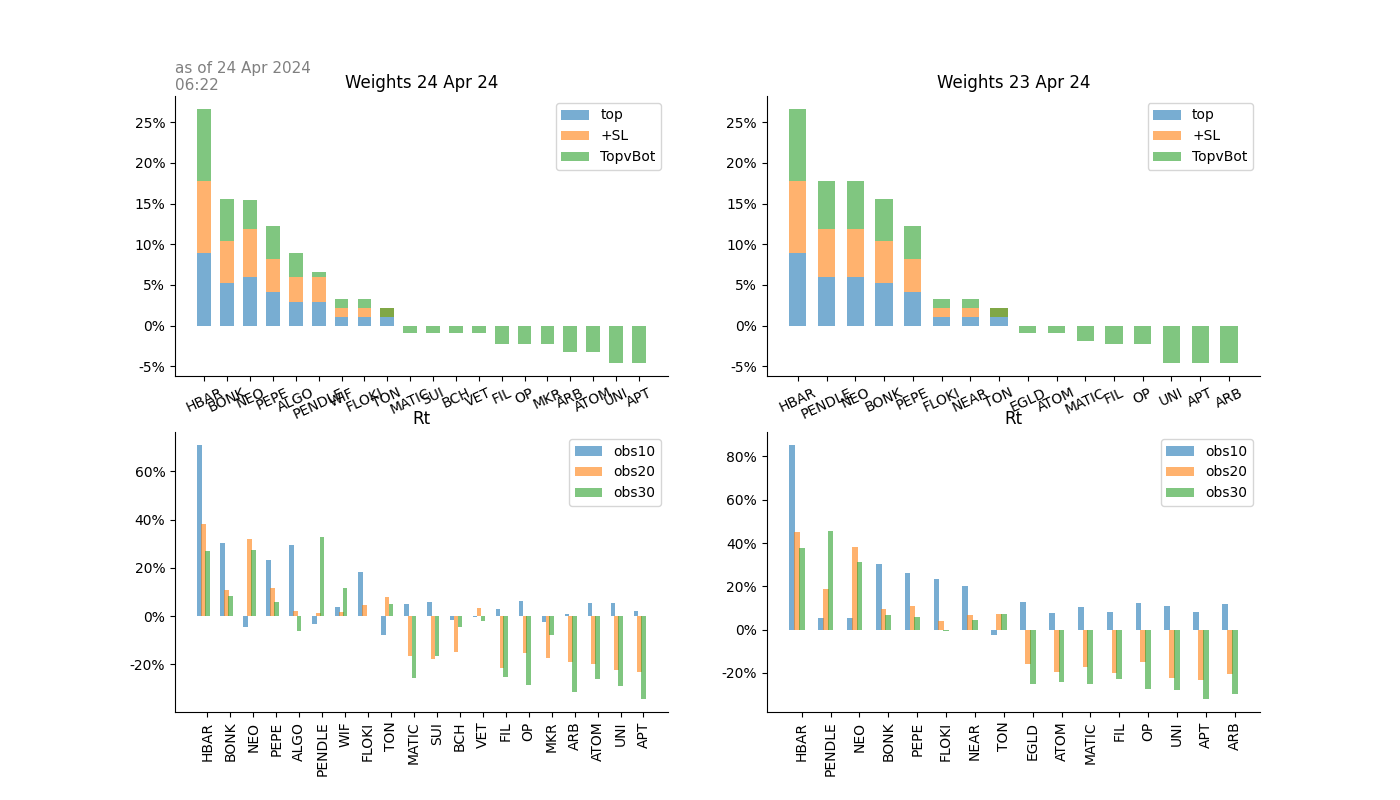 as of 24 Apr 2024
06:22
Weights 24 Apr 24
25%
20%
15%
10%
5%
0%
-5%
top
+SL
TopvBot
HBAR BONK NEO PEPE ALGO PENDLE WIF FLOKI TON MATIC SUI BCH VET FIL OP MKR ARB ATOM UNI APT
Weights 23 Apr 24
25%
20%
15%
10%
5%
0%
-5%
top
+SL
TopvBot
HBAR PENDLE NEO BONK PEPE FLOKI NEAR TON EGLD ATOM MATIC FIL OP UNI APT ARB
Rt
60%
40%
20%
0%
-20%
obs10
obs20
obs30
HBAR BONK NEO PEPE ALGO PENDLE WIF FLOKI TON MATIC SUI BCH VET FIL OP MKR ARB ATOM UNI APT
Rt
80%
60%
40%
20%
0%
-20%
obs10
obs20
obs30
HBAR PENDLE NEO BONK PEPE FLOKI NEAR TON EGLD ATOM MATIC FIL OP UNI APT ARB